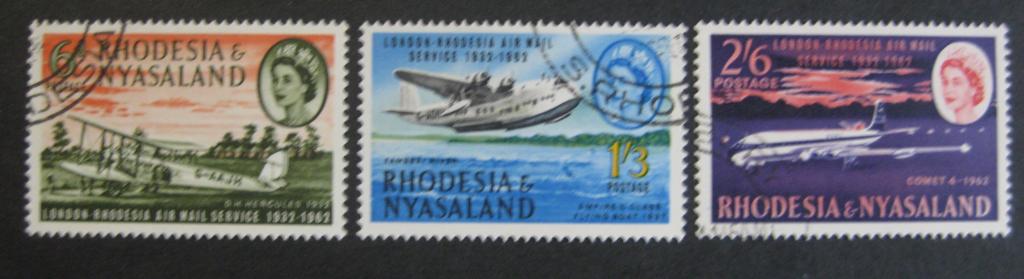 6d
RHODESIA &
NYASALAND
POSTAGE
G-AAJH
D.H. HERCULES 1932
LONDON-RHODESIA AIR MAIL SERVICE 1932-1962
LONDON-RHODESIA AIR MAIL
SERVICE 1932-1962
ZAMBEZI RIVER
1/3
POSTAGE
RHODESIA &
NYASALAND
EMPIRE C CLASS
FLYING BOAT 1937
2/6
POSTAGE
LONDON-RHODESIA AIR MAIL
SERVICE 1932-1962
COMET 4-1962
RHODESIA & NYASALAND